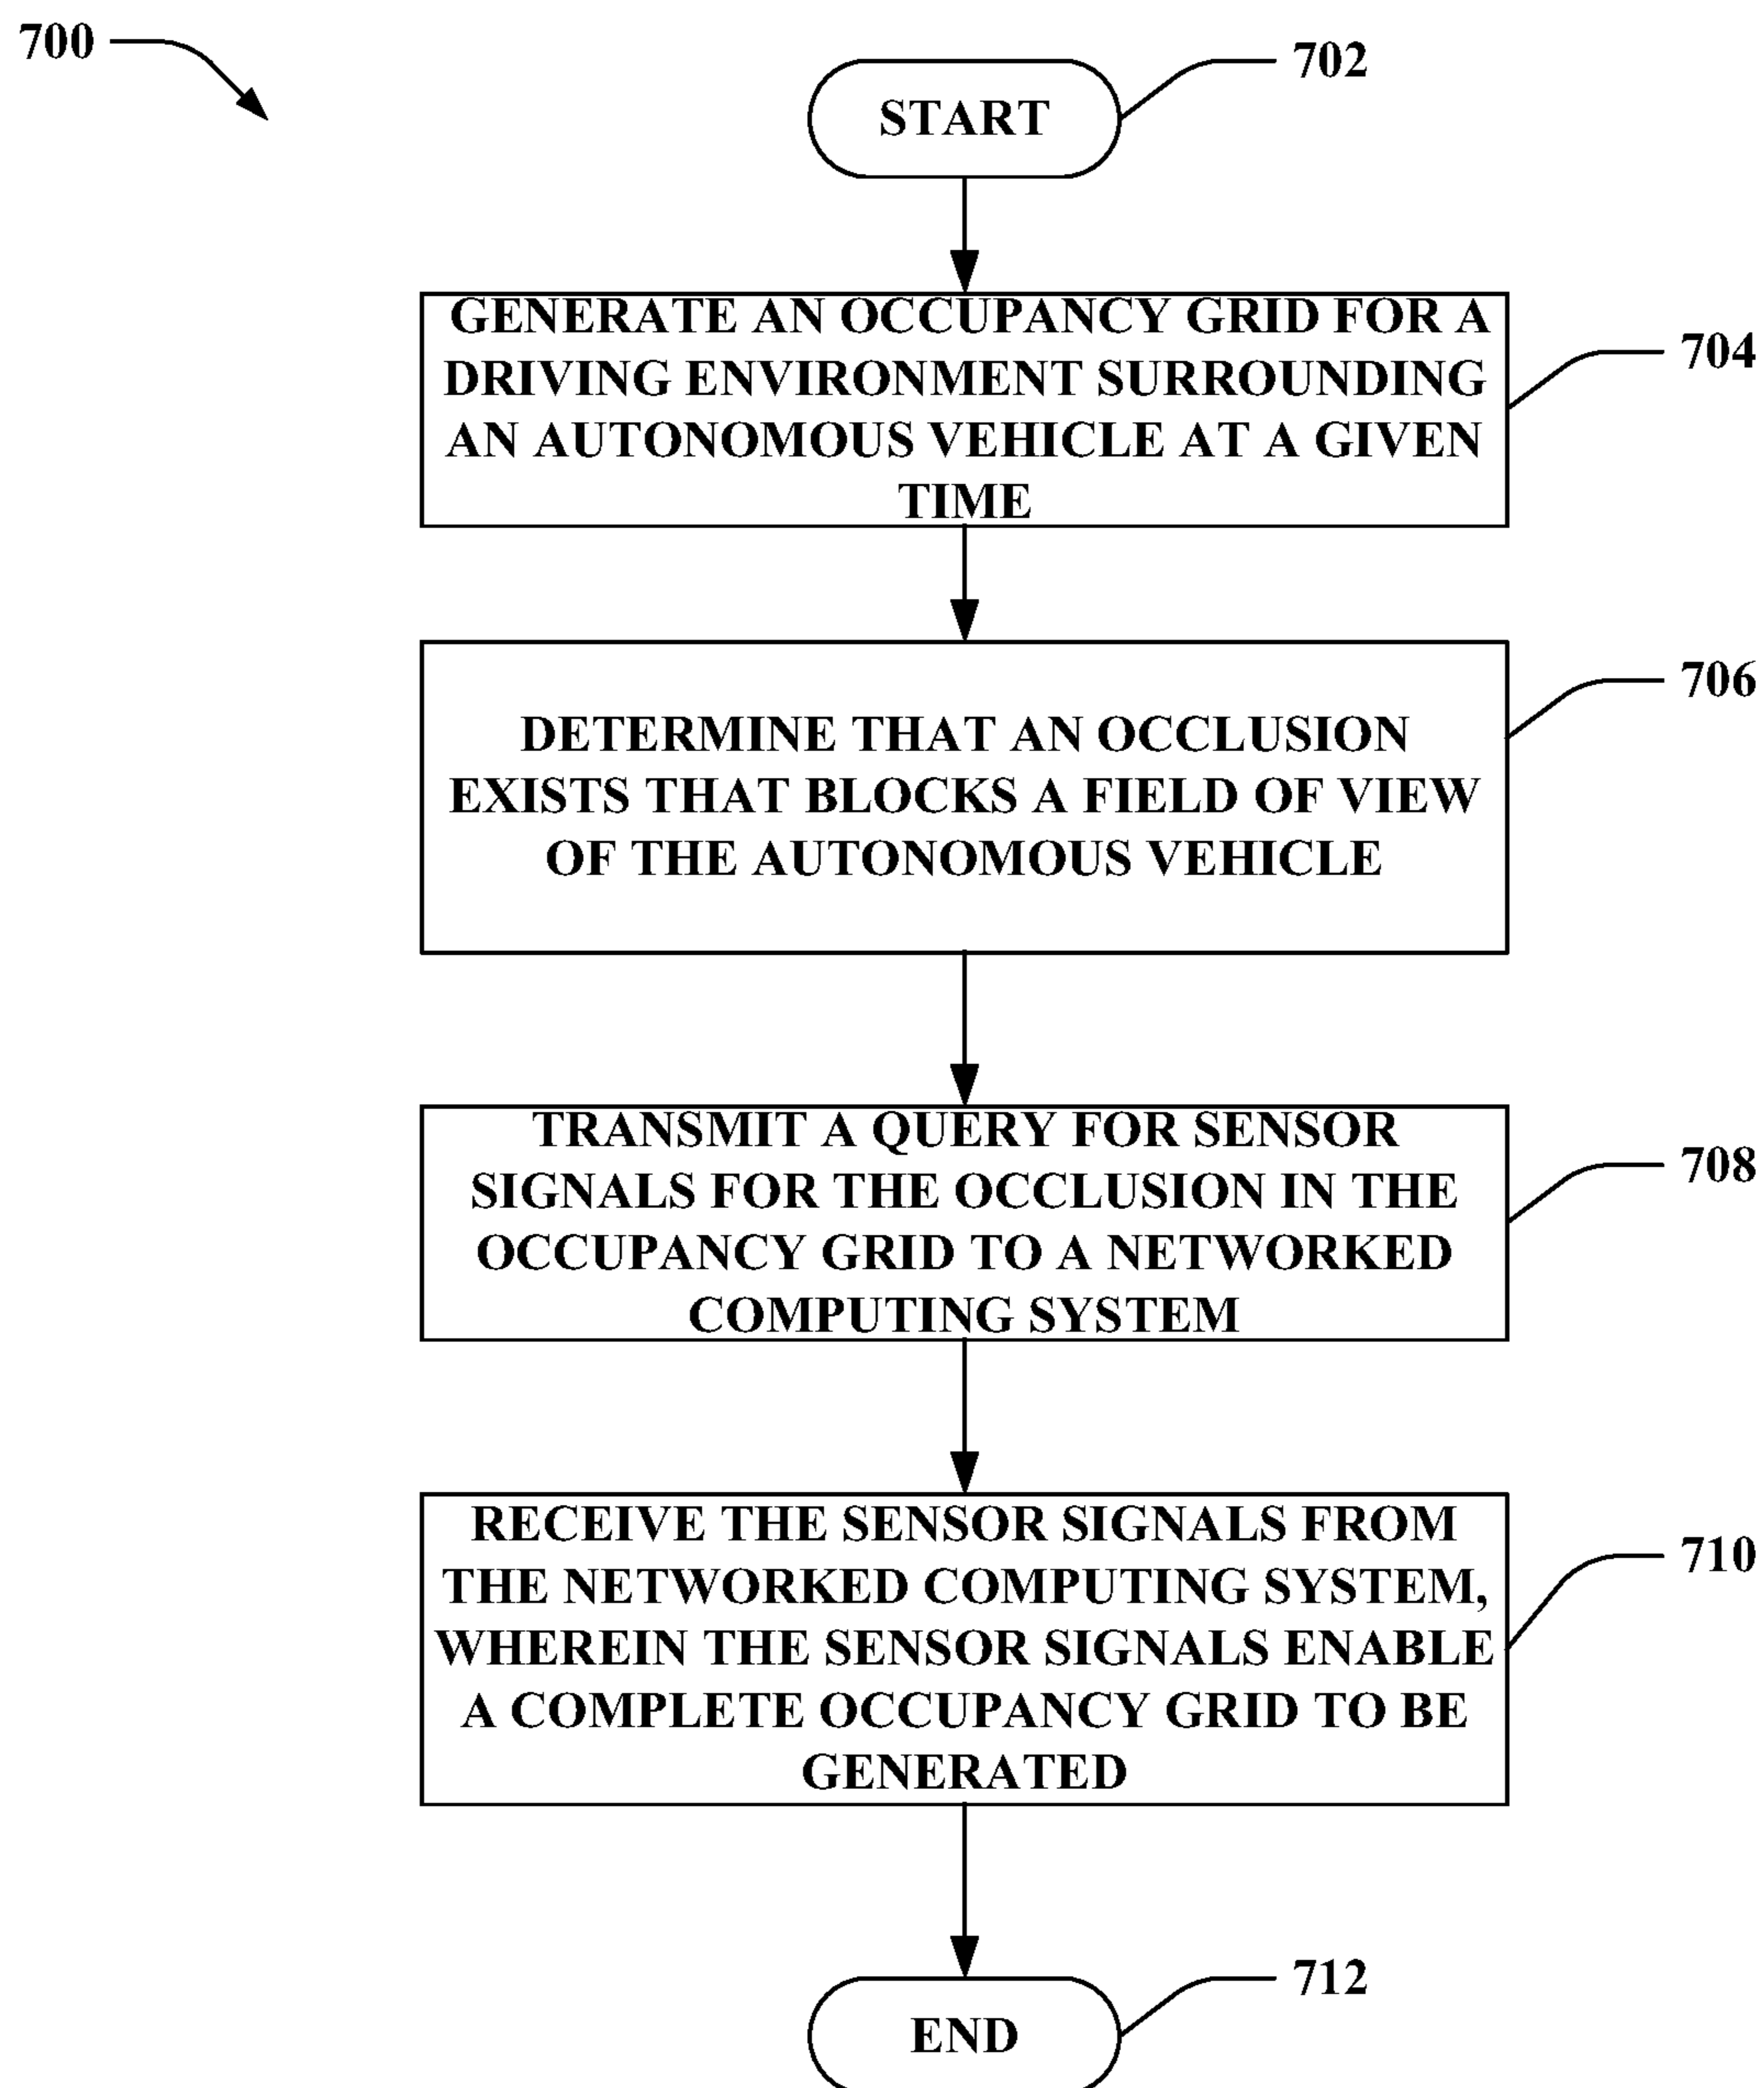 700
702
START
GENERATE AN OCCUPANCY GRID FOR A
DRIVING ENVIRONMENT SURROUNDING
AN AUTONOMOUS VEHICLE AT A GIVEN
TIME
704
706
DETERMINE THAT AN OCCLUSION
EXISTS THAT BLOCKS A FIELD OF VIEW
OF THE AUTONOMOUS VEHICLE
TRANSMIT A QUERY FOR SENSOR
SIGNALS FOR THE OCCLUSION IN THE
OCCUPANCY GRID TO A NETWORKED
COMPUTING SYSTEM
708
RECEIVE THE SENSOR SIGNALS FROM
THE NETWORKED COMPUTING SYSTEM,
WHEREIN THE SENSOR SIGNALS ENABLE
A COMPLETE OCCUPANCY GRID TO BE
GENERATED
710
712
END